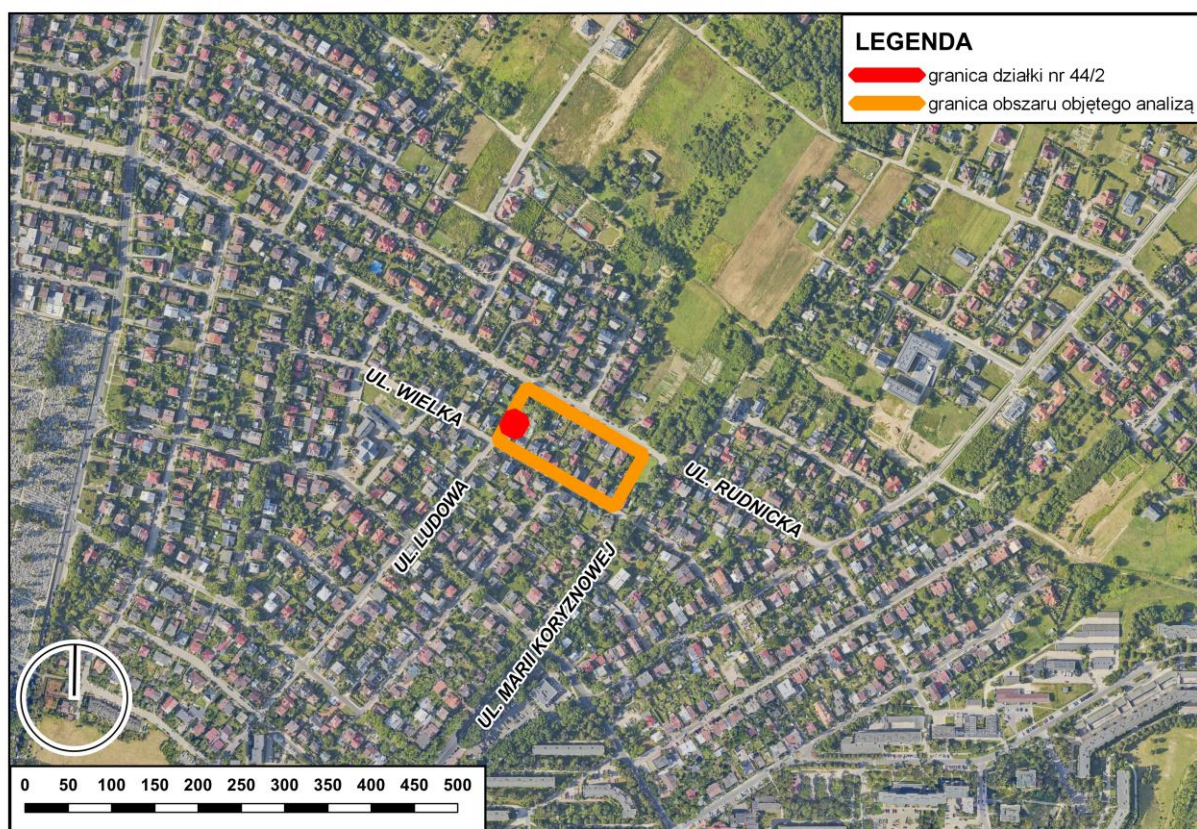 LEGENDA
granica działki nr 44/2
granica obszaru objętego analizą
UL. WIELKA
UL. LUDOWA
UL. RUDNICKA
UL. MARII KORYZNOWEJ
0 50 100 150 200 250 300 350 400 450 500